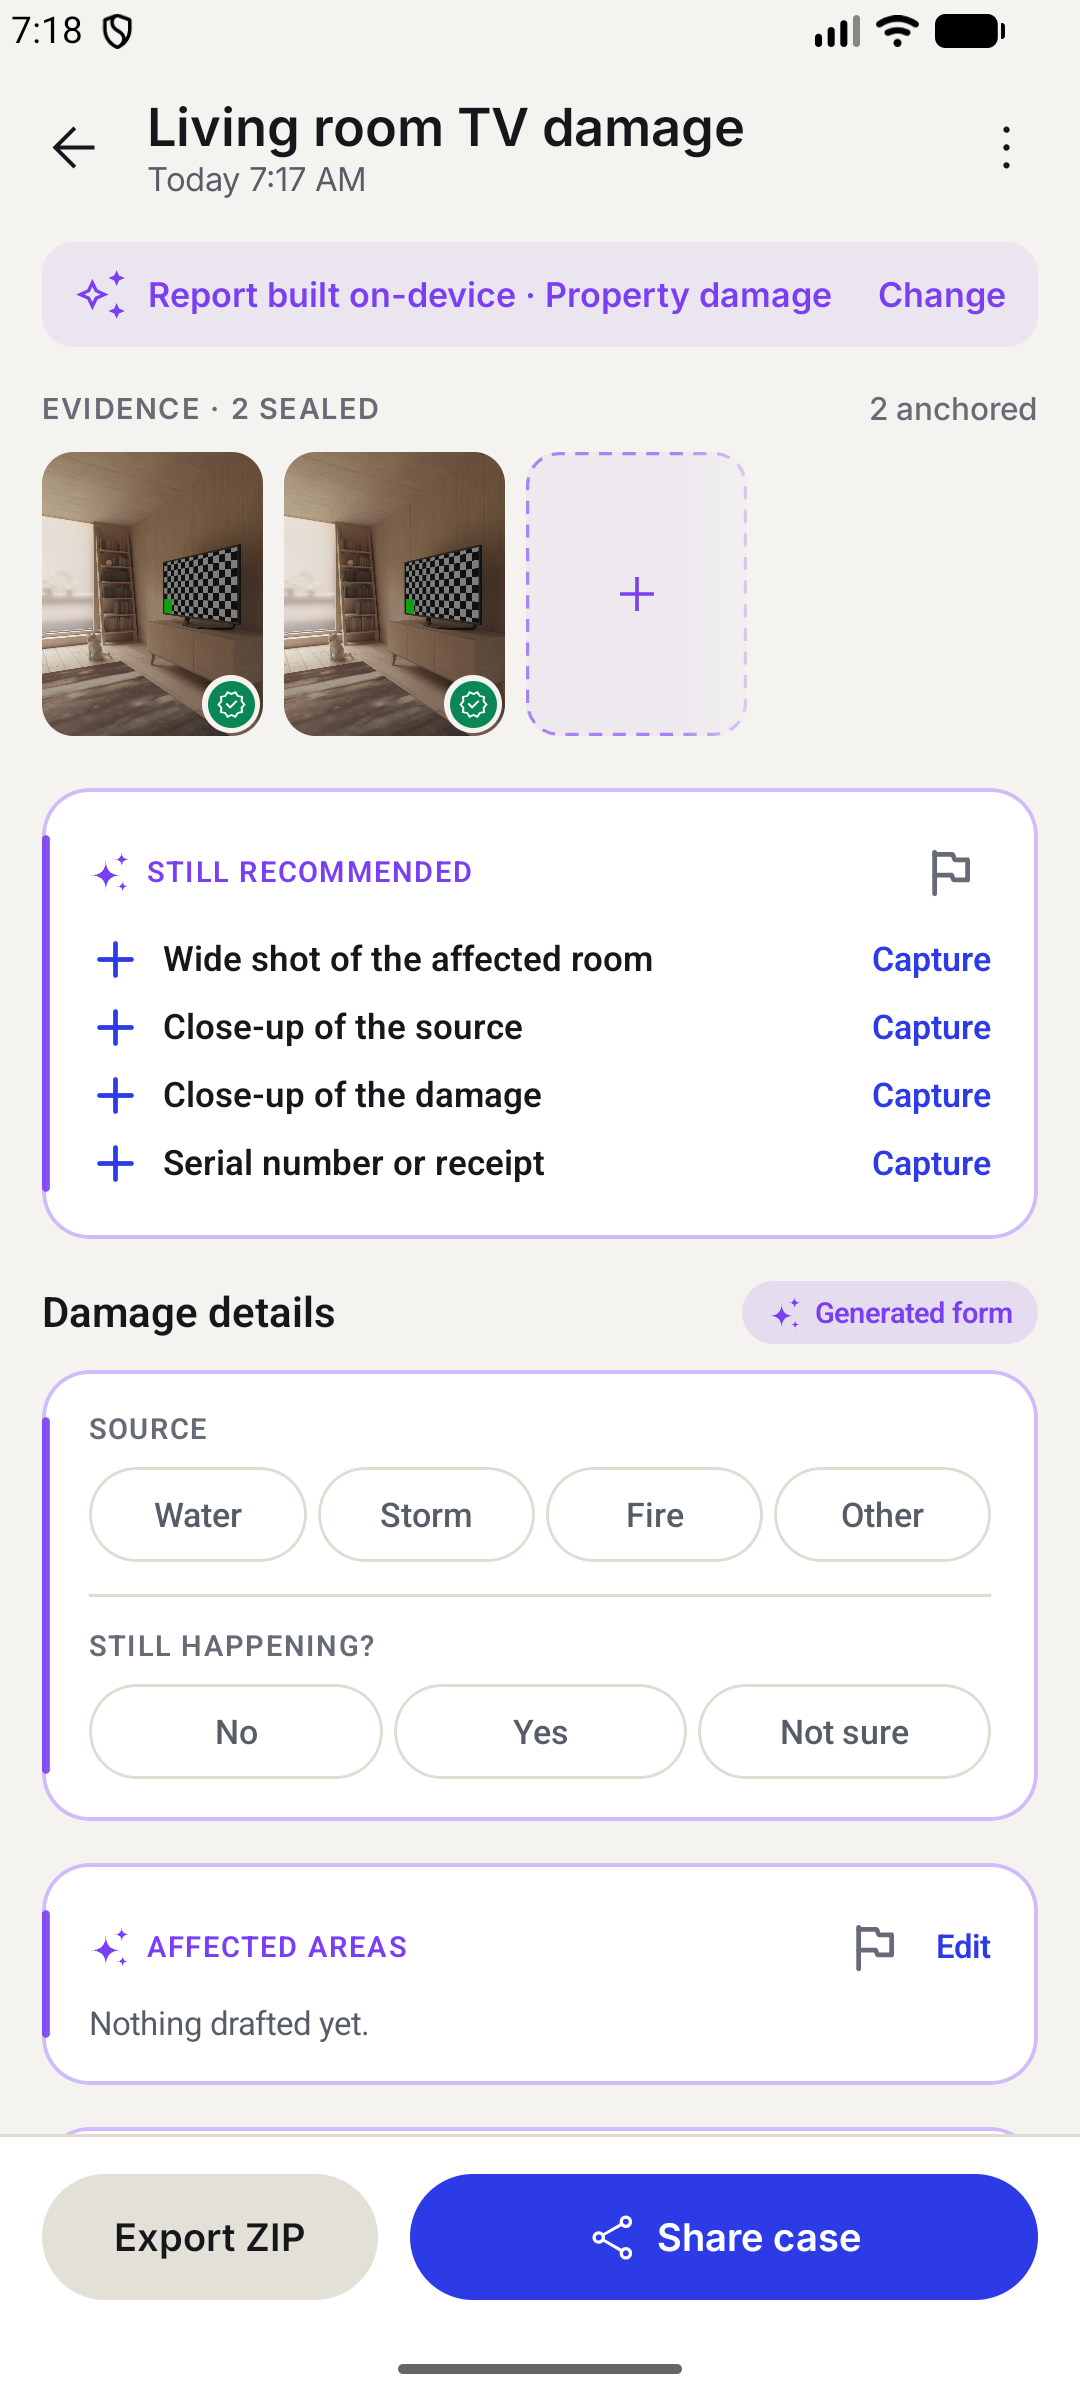 7:18
Living room TV damage
Today 7:17 AM
Report built on-device · Property damage Change
EVIDENCE · 2 SEALED 2 anchored
STILL RECOMMENDED
Wide shot of the affected room Capture
Close-up of the source Capture
Close-up of the damage Capture
Serial number or receipt Capture
Damage details Generated form
SOURCE
Water Storm Fire Other
STILL HAPPENING?
No Yes Not sure
AFFECTED AREAS Edit
Nothing drafted yet.
Export ZIP Share case